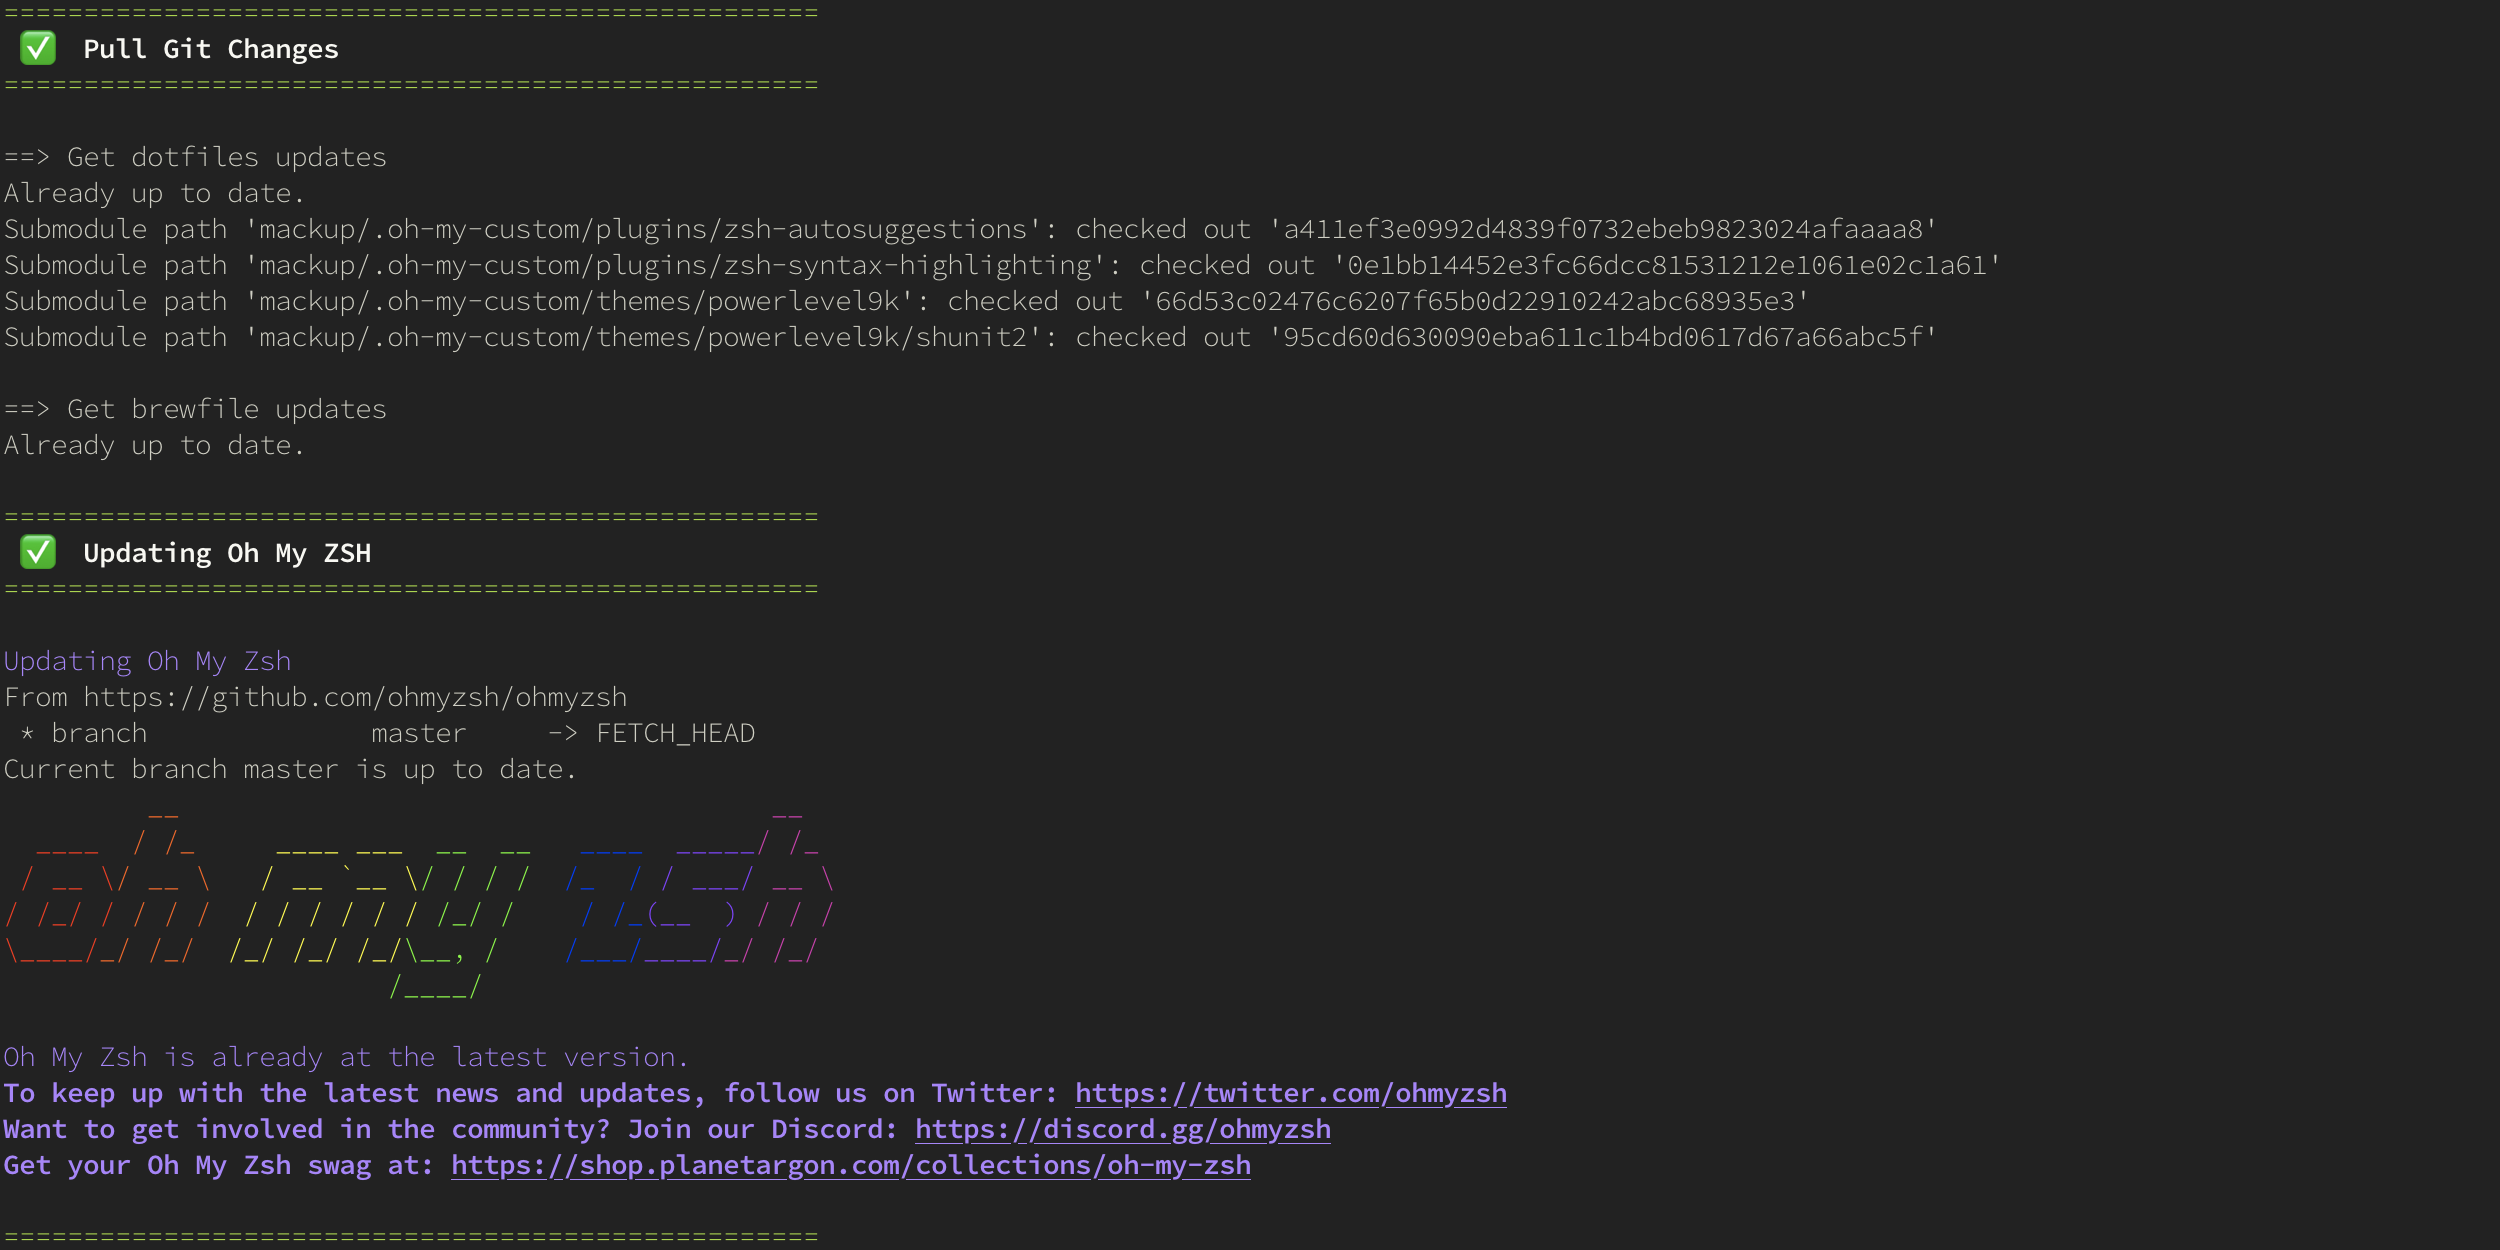 ===================================================
✅ Pull Git Changes
===================================================
==> Get dotfiles updates
Already up to date.
Submodule path 'mackup/.oh-my-custom/plugins/zsh-autosuggestions': checked out 'a411ef3e0992d4839f0732ebeb9823024afaaaa8'
Submodule path 'mackup/.oh-my-custom/plugins/zsh-syntax-highlighting': checked out '0e1bb14452e3fc66dcc81531212e1061e02c1a61'
Submodule path 'mackup/.oh-my-custom/themes/powerlevel9k': checked out '66d53c02476c6207f65b0d22910242abc68935e3'
Submodule path 'mackup/.oh-my-custom/themes/powerlevel9k/shunit2': checked out '95cd60d630090eba611c1b4bd0617d67a66abc5f'
==> Get brewfile updates
Already up to date.
===================================================
✅ Updating Oh My ZSH
===================================================
Updating Oh My Zsh
From https://github.com/ohmyzsh/ohmyzsh
 * branch              master     -> FETCH_HEAD
Current branch master is up to date.
oh my zsh
Oh My Zsh is already at the latest version.
To keep up with the latest news and updates, follow us on Twitter: https://twitter.com/ohmyzsh
Want to get involved in the community? Join our Discord: https://discord.gg/ohmyzsh
Get your Oh My Zsh swag at: https://shop.planetargon.com/collections/oh-my-zsh
===================================================